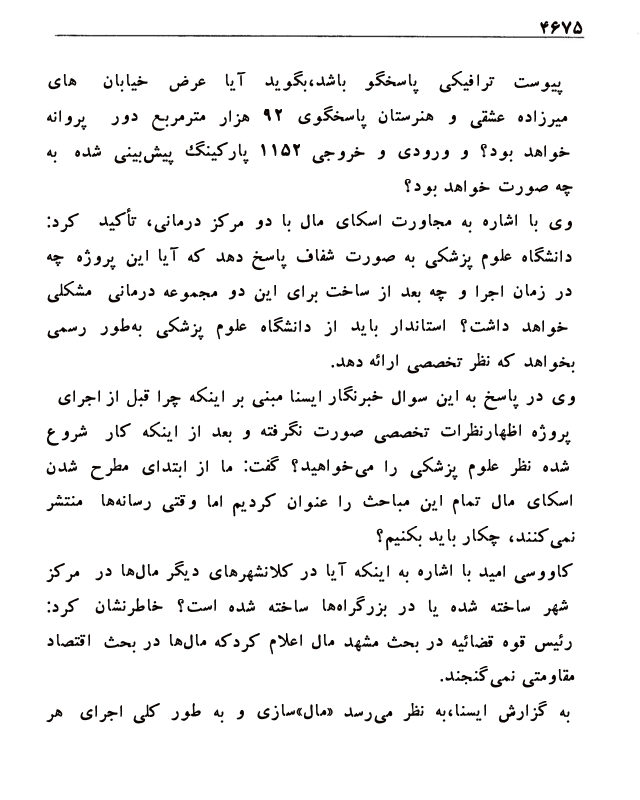 ۴۶۷۵
پیوست ترافیکی پاسخگو باشد،بگوید آیا عرض خیابان های
میرزاده عشقی و هنرستان پاسخگوی ۹۲ هزار مترمربع دور پروانه
خواهد بود؟ و ورودی و خروجی ۱۱۵۲ پارکینگ پیش‌بینی شده به
چه صورت خواهد بود؟
وی با اشاره به مجاورت اسکای مال با دو مرکز درمانی، تأکید کرد:
دانشگاه علوم پزشکی به صورت شفاف پاسخ دهد که آیا این پروژه چه
در زمان اجرا و چه بعد از ساخت برای این دو مجموعه درمانی مشکلی
خواهد داشت؟ استاندار باید از دانشگاه علوم پزشکی به‌طور رسمی
بخواهد که نظر تخصصی ارائه دهد.
وی در پاسخ به این سوال خبرنگار ایسنا مبنی بر اینکه چرا قبل از اجرای
پروژه اظهارنظرات تخصصی صورت نگرفته و بعد از اینکه کار شروع
شده نظر علوم پزشکی را می‌خواهید؟ گفت: ما از ابتدای مطرح شدن
اسکای مال تمام این مباحث را عنوان کردیم اما وقتی رسانه‌ها منتشر
نمی‌کنند، چکار باید بکنیم؟
کاووسی امید با اشاره به اینکه آیا در کلانشهرهای دیگر مال‌ها در مرکز
شهر ساخته شده یا در بزرگراه‌ها ساخته شده است؟ خاطرنشان کرد:
رئیس قوه قضائیه در بحث مشهد مال اعلام کردکه مال‌ها در بحث اقتصاد
مقاومتی نمی‌گنجند.
به گزارش ایسنا،به نظر می‌رسد «مال»سازی و به طور کلی اجرای هر